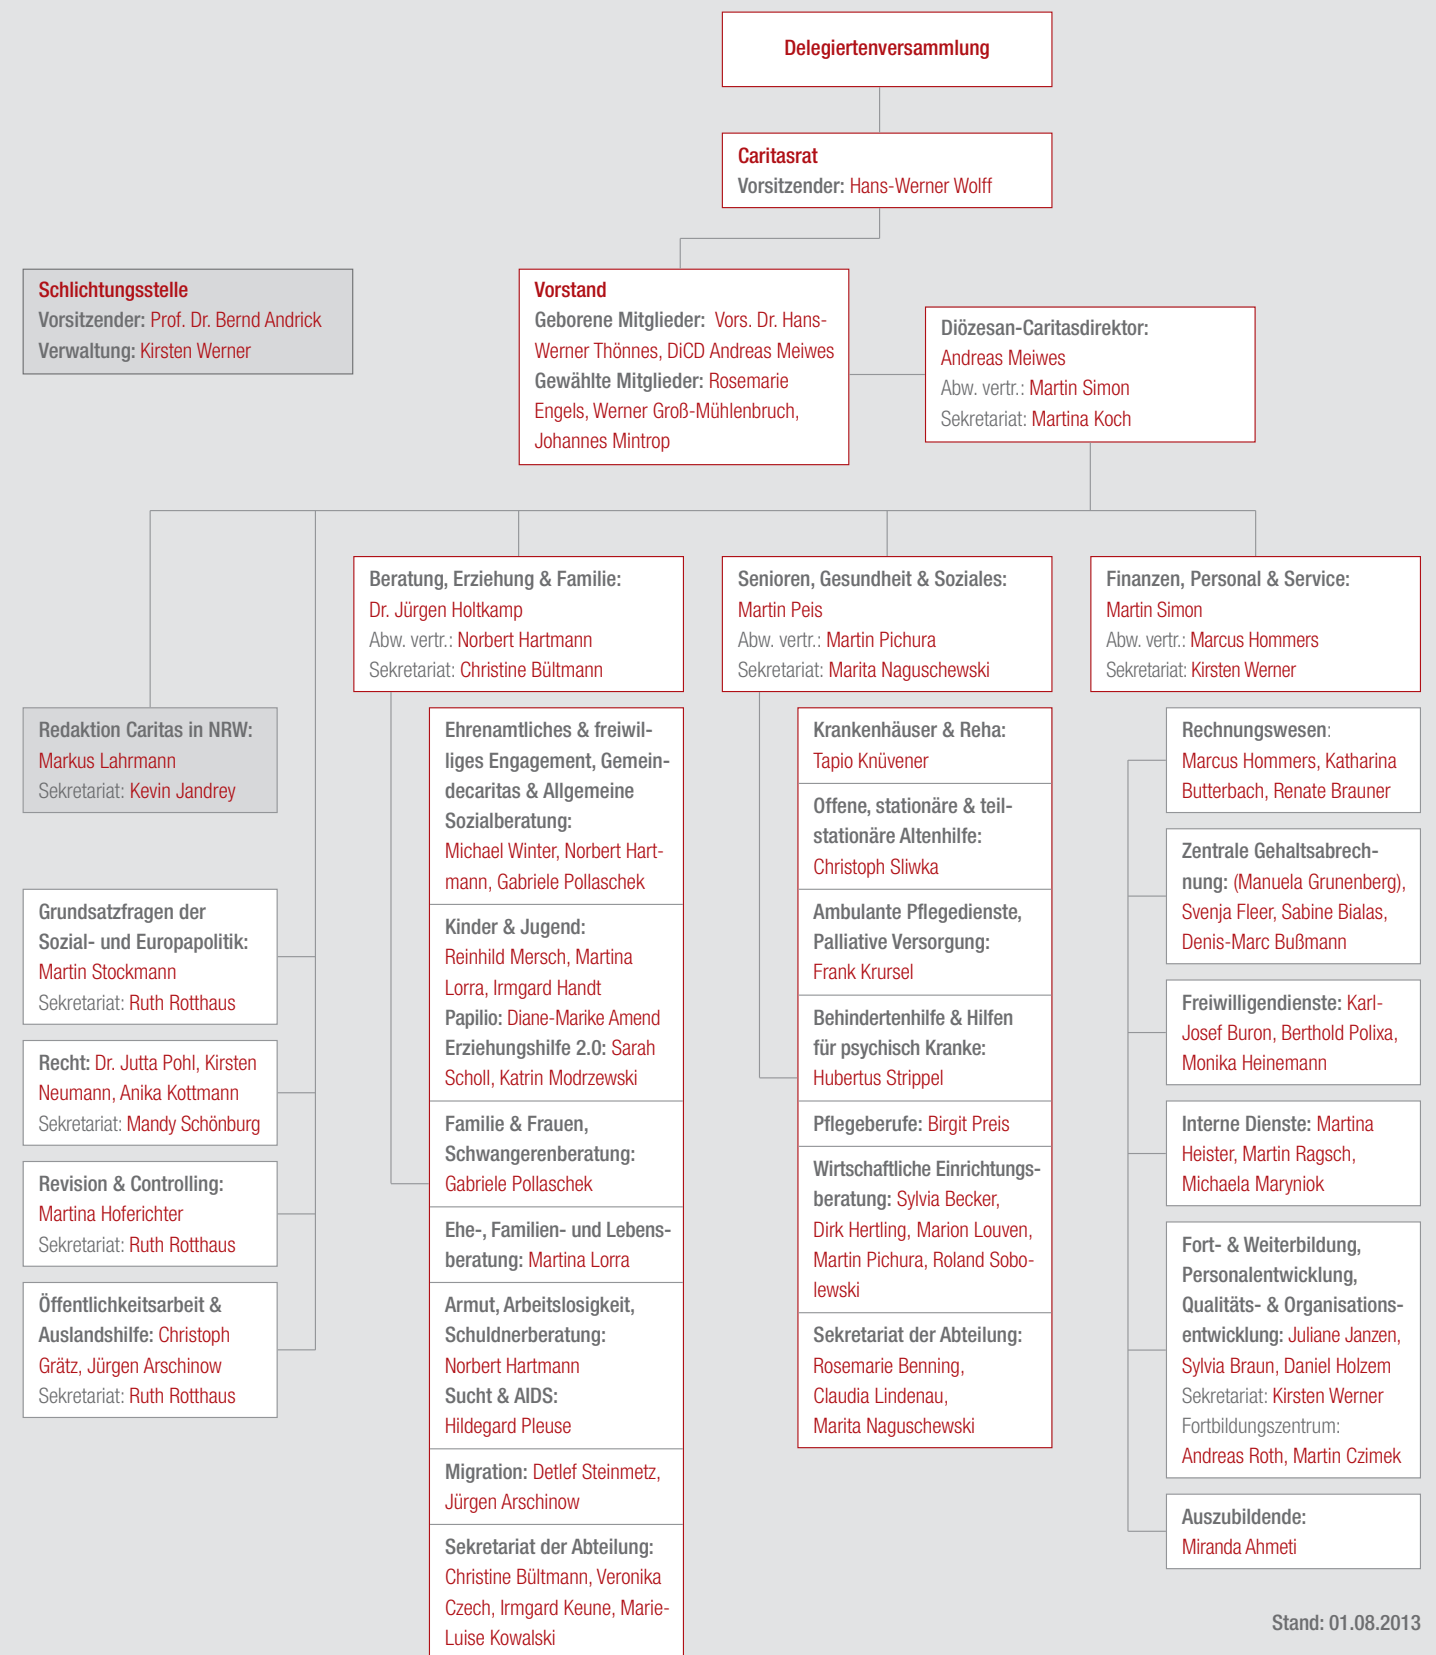 Delegiertenversammlung
Caritasrat
Vorsitzender: Hans-Werner Wolff
Schlichtungsstelle
Vorsitzender: Prof. Dr. Bernd Andrick
Verwaltung: Kirsten Werner
Vorstand
Geborene Mitglieder: Vors. Dr. Hans-
Werner Thönnes, DiCD Andreas Meiwes
Gewählte Mitglieder: Rosemarie
Engels, Werner Groß-Mühlenbruch,
Johannes Mintrop
Diözesan-Caritasdirektor:
Andreas Meiwes
Abw. vertr.: Martin Simon
Sekretariat: Martina Koch
Beratung, Erziehung & Familie:
Dr. Jürgen Holtkamp
Abw. vertr.: Norbert Hartmann
Sekretariat: Christine Bültmann
Senioren, Gesundheit & Soziales:
Martin Peis
Abw. vertr.: Martin Pichura
Sekretariat: Marita Naguschewski
Finanzen, Personal & Service:
Martin Simon
Abw. vertr.: Marcus Hommers
Sekretariat: Kirsten Werner
Redaktion Caritas in NRW:
Markus Lahrmann
Sekretariat: Kevin Jandrey
Grundsatzfragen der
Sozial- und Europapolitik:
Martin Stockmann
Sekretariat: Ruth Rotthaus
Recht: Dr. Jutta Pohl, Kirsten
Neumann, Anika Kottmann
Sekretariat: Mandy Schönburg
Revision & Controlling:
Martina Hoferichter
Sekretariat: Ruth Rotthaus
Öffentlichkeitsarbeit &
Auslandshilfe: Christoph
Grätz, Jürgen Arschinow
Sekretariat: Ruth Rotthaus
Ehrenamtliches & freiwil-
liges Engagement, Gemein-
decaritas & Allgemeine
Sozialberatung:
Michael Winter, Norbert Hart-
mann, Gabriele Pollaschek
Kinder & Jugend:
Reinhild Mersch, Martina
Lorra, Irmgard Handt
Papilio: Diane-Marike Amend
Erziehungshilfe 2.0: Sarah
Scholl, Katrin Modrzewski
Familie & Frauen,
Schwangerenberatung:
Gabriele Pollaschek
Ehe-, Familien- und Lebens-
beratung: Martina Lorra
Armut, Arbeitslosigkeit,
Schuldnerberatung:
Norbert Hartmann
Sucht & AIDS:
Hildegard Pleuse
Migration: Detlef Steinmetz,
Jürgen Arschinow
Sekretariat der Abteilung:
Christine Bültmann, Veronika
Czech, Irmgard Keune, Marie-
Luise Kowalski
Krankenhäuser & Reha:
Tapio Knüvener
Offene, stationäre & teil-
stationäre Altenhilfe:
Christoph Sliwka
Ambulante Pflegedienste,
Palliative Versorgung:
Frank Krursel
Behindertenhilfe & Hilfen
für psychisch Kranke:
Hubertus Strippel
Pflegeberufe: Birgit Preis
Wirtschaftliche Einrichtungs-
beratung: Sylvia Becker,
Dirk Hertling, Marion Louven,
Martin Pichura, Roland Sobo-
lewski
Sekretariat der Abteilung:
Rosemarie Benning,
Claudia Lindenau,
Marita Naguschewski
Rechnungswesen:
Marcus Hommers, Katharina
Butterbach, Renate Brauner
Zentrale Gehaltsabrech-
nung: (Manuela Grunenberg),
Svenja Fleer, Sabine Bialas,
Denis-Marc Bußmann
Freiwilligendienste: Karl-
Josef Buron, Berthold Polixa,
Monika Heinemann
Interne Dienste: Martina
Heister, Martin Ragsch,
Michaela Maryniok
Fort- & Weiterbildung,
Personalentwicklung,
Qualitäts- & Organisations-
entwicklung: Juliane Janzen,
Sylvia Braun, Daniel Holzem
Sekretariat: Kirsten Werner
Fortbildungszentrum:
Andreas Roth, Martin Czimek
Auszubildende:
Miranda Ahmeti
Stand: 01.08.2013